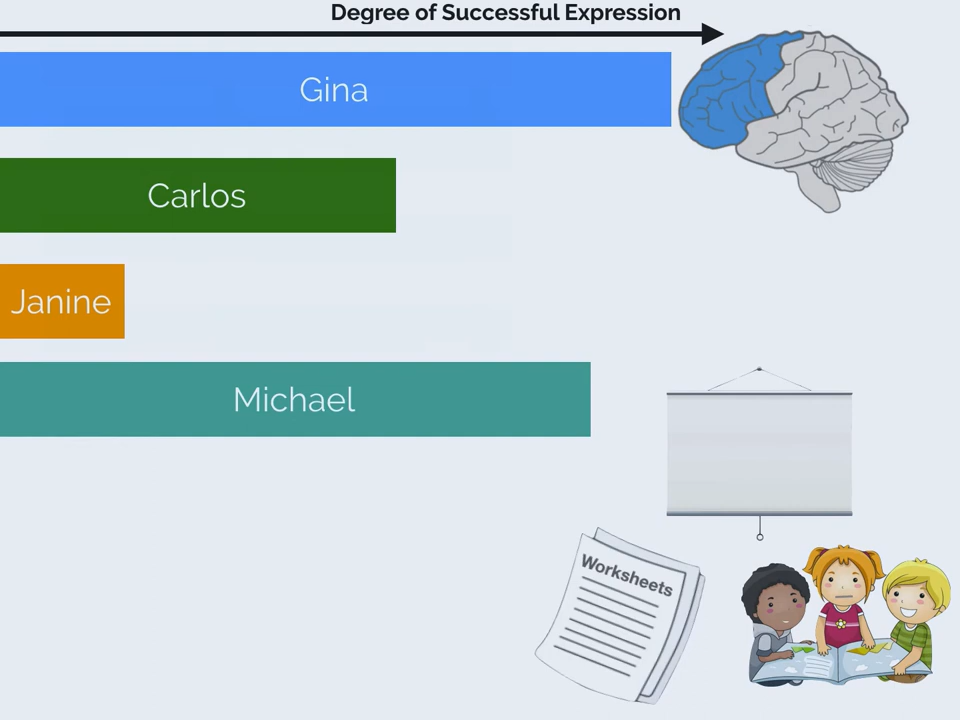 Degree of Successful Expression
Gina
Carlos
Janine
Michael
Worksheets